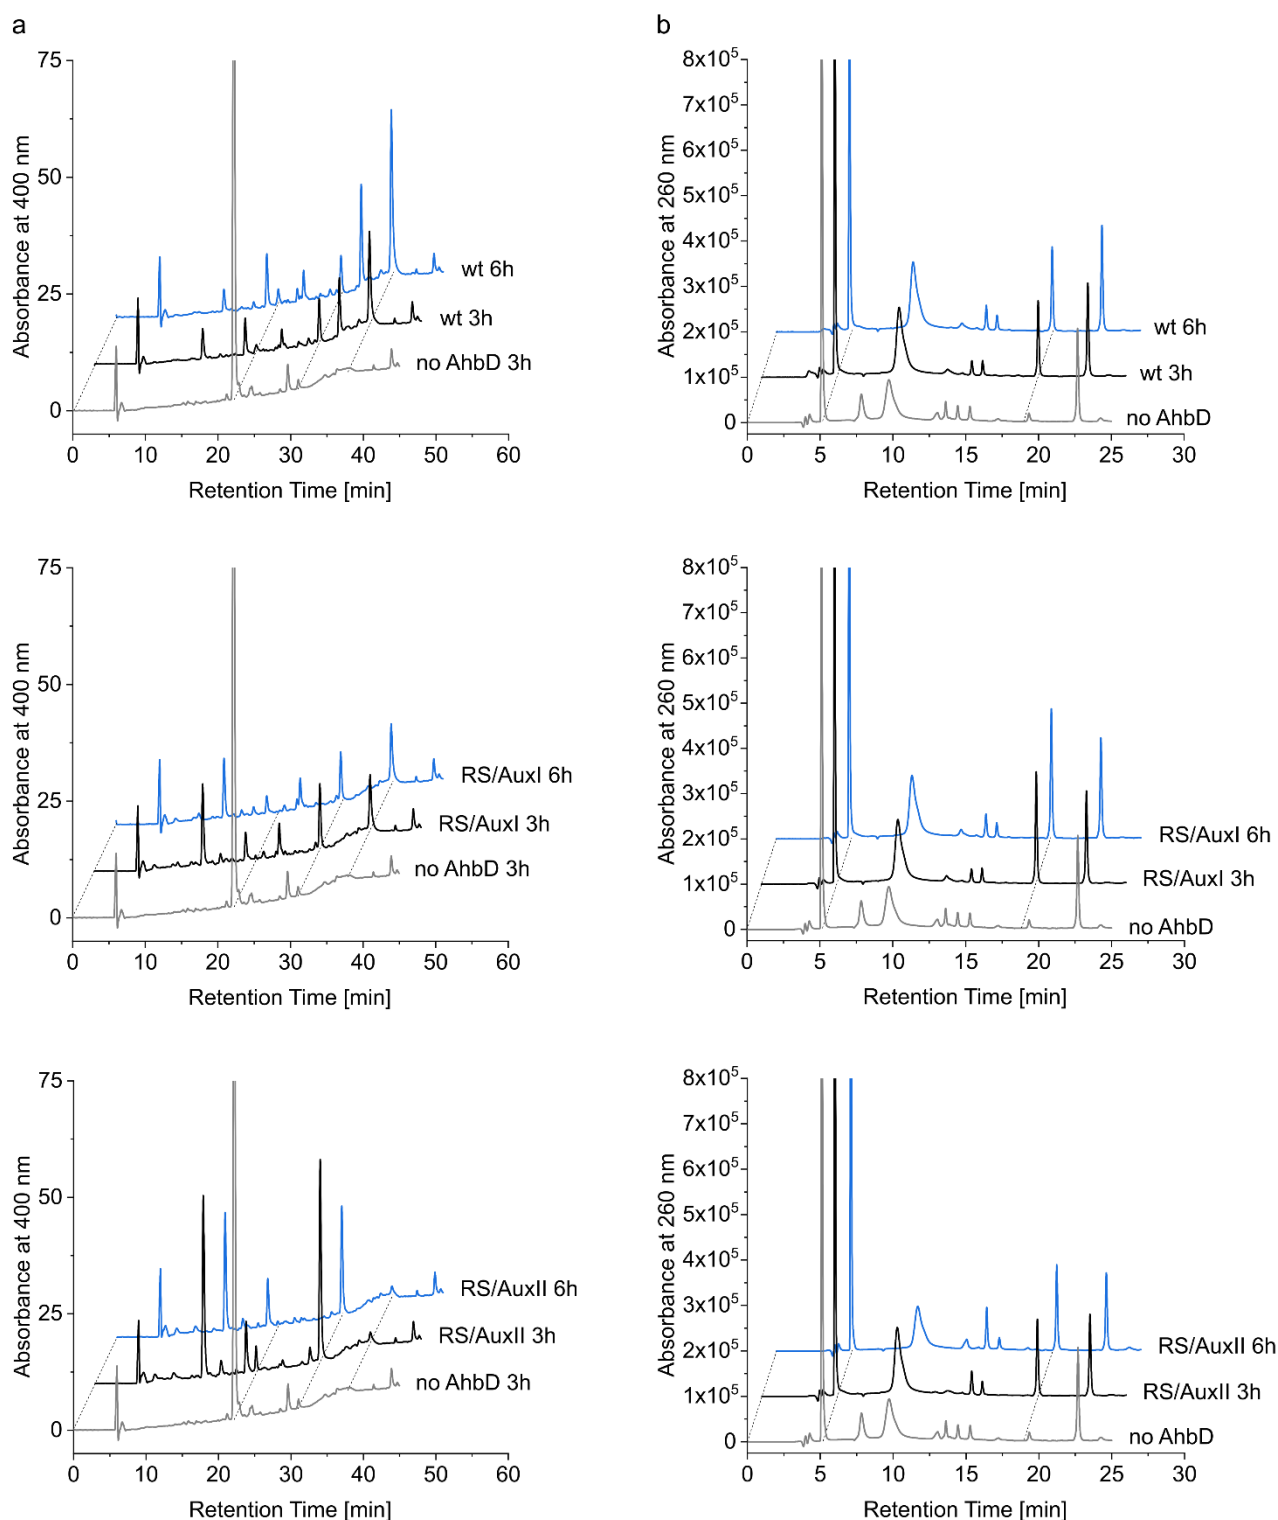 a
75
50
25
0
Absorbance at 400 nm
wt 6h
wt 3h
no AhbD 3h
0 10 20 30 40 50 60
Retention Time [min]
b
8x10⁵
7x10⁵
6x10⁵
5x10⁵
4x10⁵
3x10⁵
2x10⁵
1x10⁵
0
Absorbance at 260 nm
wt 6h
wt 3h
no AhbD
0 5 10 15 20 25 30
Retention Time [min]
75
50
25
0
Absorbance at 400 nm
RS/AuxI 6h
RS/AuxI 3h
no AhbD 3h
0 10 20 30 40 50 60
Retention Time [min]
8x10⁵
7x10⁵
6x10⁵
5x10⁵
4x10⁵
3x10⁵
2x10⁵
1x10⁵
0
Absorbance at 260 nm
RS/AuxI 6h
RS/AuxI 3h
no AhbD
0 5 10 15 20 25 30
Retention Time [min]
75
50
25
0
Absorbance at 400 nm
RS/AuxII 6h
RS/AuxII 3h
no AhbD 3h
0 10 20 30 40 50 60
Retention Time [min]
8x10⁵
7x10⁵
6x10⁵
5x10⁵
4x10⁵
3x10⁵
2x10⁵
1x10⁵
0
Absorbance at 260 nm
RS/AuxII 6h
RS/AuxII 3h
no AhbD
0 5 10 15 20 25 30
Retention Time [min]